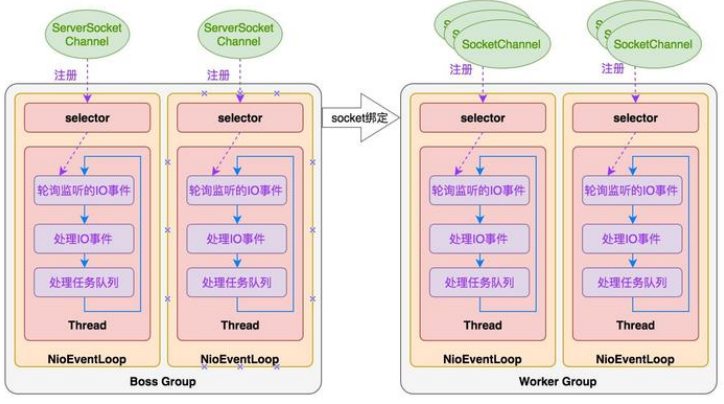 ServerSocket
Channel
ServerSocket
Channel
SocketChannel
SocketChannel
注册
注册
注册
注册
selector
selector
socket绑定
selector
selector
轮询监听的IO事件
轮询监听的IO事件
轮询监听的IO事件
轮询监听的IO事件
处理IO事件
处理IO事件
处理IO事件
处理IO事件
处理任务队列
处理任务队列
处理任务队列
处理任务队列
Thread
Thread
Thread
Thread
NioEventLoop
NioEventLoop
NioEventLoop
NioEventLoop
Boss Group
Worker Group